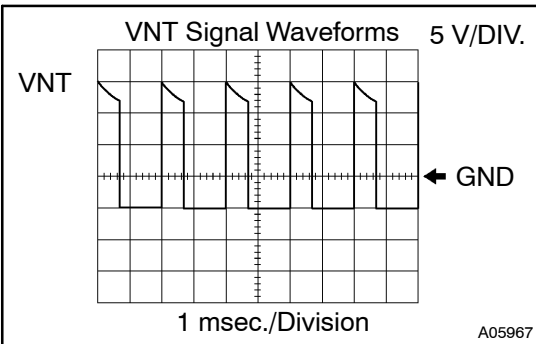 VNT Signal Waveforms 5 V/DIV.
VNT
GND
1 msec./Division
A05967